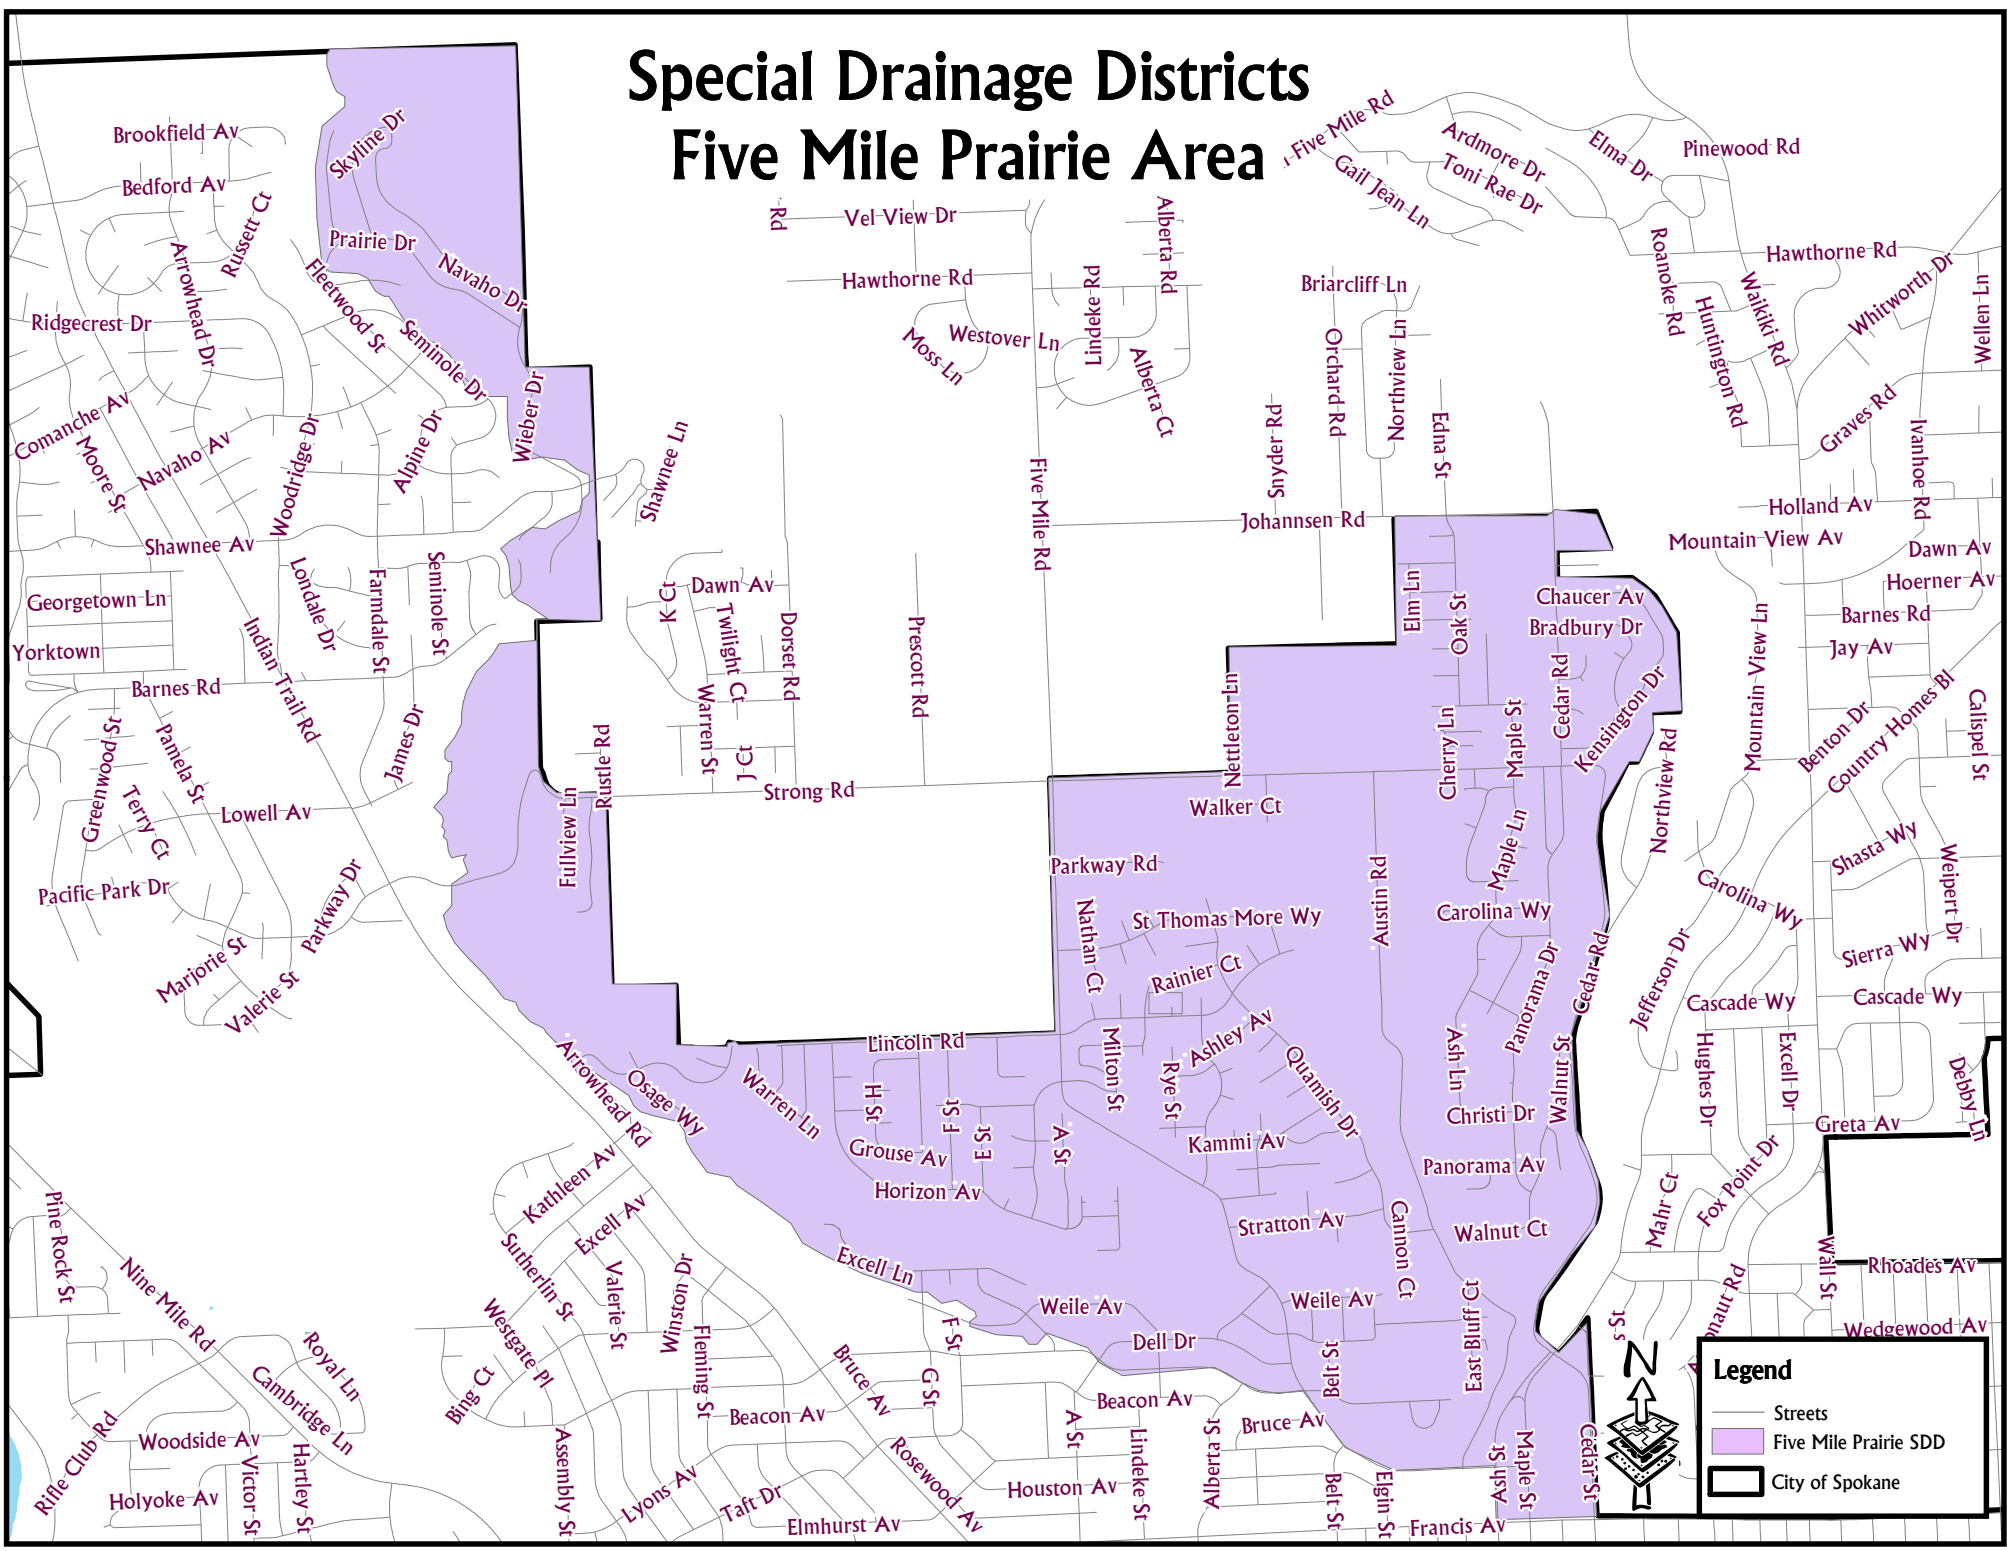 Special Drainage Districts
Five Mile Prairie Area
Five Mile Rd
Ardmore Dr
Elma Dr
Pinewood Rd
Toni Rae Dr
Gail Jean Ln
Brookfield Av
Skyline Dr
Bedford Av
Russett Ct
Arrowhead Dr
Prairie Dr
Navaho Dr
Fleetwood St
Rd
Vel View Dr
Alberta Rd
Roanoke Rd
Hawthorne Rd
Whitworth Dr
Wellen Ln
Hawthorne Rd
Lindeke Rd
Briarcliff Ln
Waikiki Rd
Huntington Rd
Ridgecrest Dr
Seminole Dr
Moss Ln
Westover Ln
Alberta Ct
Orchard Rd
Northview Ln
Wieber Dr
Comanche Av
Moore St
Navaho Av
Woodridge Dr
Alpine Dr
Shawnee Ln
Five Mile Rd
Snyder Rd
Edna St
Graves Rd
Ivanhoe Rd
Holland Av
Johannsen Rd
Mountain View Av
Dawn Av
Shawnee Av
Londale Dr
Farmdale St
Seminole St
Hoerner Av
Georgetown Ln
K Ct
Dawn Av
Twilight Ct
Dorset Rd
Prescott Rd
Elm Ln
Oak St
Chaucer Av
Bradbury Dr
Barnes Rd
Jay Av
Mountain View Ln
Yorktown
Indian Trail Rd
Barnes Rd
Warren St
Nettleton Ln
Cherry Ln
Maple St
Cedar Rd
Kensington Dr
Benton Dr
Country Homes Bl
Calispel St
Greenwood St
Pamela St
James Dr
Rustle Rd
J Ct
Northview Rd
Terry Ct
Lowell Av
Fullview Ln
Strong Rd
Walker Ct
Maple Ln
Shasta Wy
Weipert Dr
Parkway Rd
Austin Rd
Pacific Park Dr
Parkway Dr
Nathan Ct
St Thomas More Wy
Carolina Wy
Carolina Wy
Marjorie St
Valerie St
Rainier Ct
Panorama Dr
Cedar Rd
Jefferson Dr
Sierra Wy
Cascade Wy
Cascade Wy
Arrowhead Rd
Osage Wy
Warren Ln
Lincoln Rd
H St
F St
E St
A St
Milton St
Rye St
Ashley Av
Quamish Dr
Ash Ln
Walnut St
Hughes Dr
Excell Dr
Debby Ln
Christi Dr
Greta Av
Grouse Av
Kammi Av
Panorama Av
Kathleen Av
Horizon Av
Mahr Ct
Fox Point Dr
Pine Rock St
Excell Av
Stratton Av
Cannon Ct
Walnut Ct
Nine Mile Rd
Sutherlin St
Valerie St
Winston Dr
Excell Ln
Wall St
Rhoades Av
Weile Av
Weile Av
East Bluff Ct
Westgate Pl
Fleming St
F St
Dell Dr
Belt St
Wedgewood Av
Royal Ln
Cambridge Ln
Bing Ct
Bruce Av
G St
Beacon Av
Beacon Av
A St
Bruce Av
Rifle Club Rd
Woodside Av
Victor St
Hartley St
Holyoke Av
Assembly St
Lyons Av
Taft Dr
Elmhurst Av
Rosewood Av
Houston Av
Lindeke St
Alberta St
Belt St
Elgin St
Francis Av
Ash St
Maple St
Cedar St
N
Legend
Streets
Five Mile Prairie SDD
City of Spokane